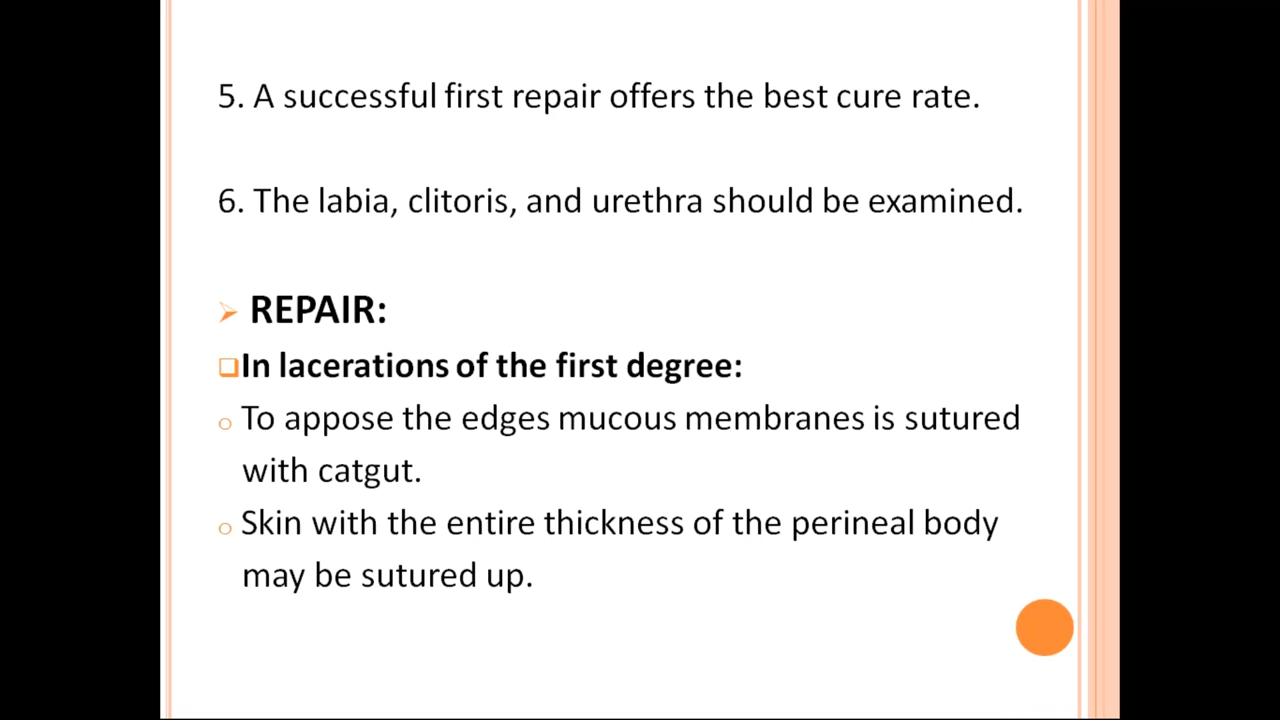 5. A successful first repair offers the best cure rate.
6. The labia, clitoris, and urethra should be examined.
REPAIR:
In lacerations of the first degree:
To appose the edges mucous membranes is sutured
with catgut.
Skin with the entire thickness of the perineal body
may be sutured up.